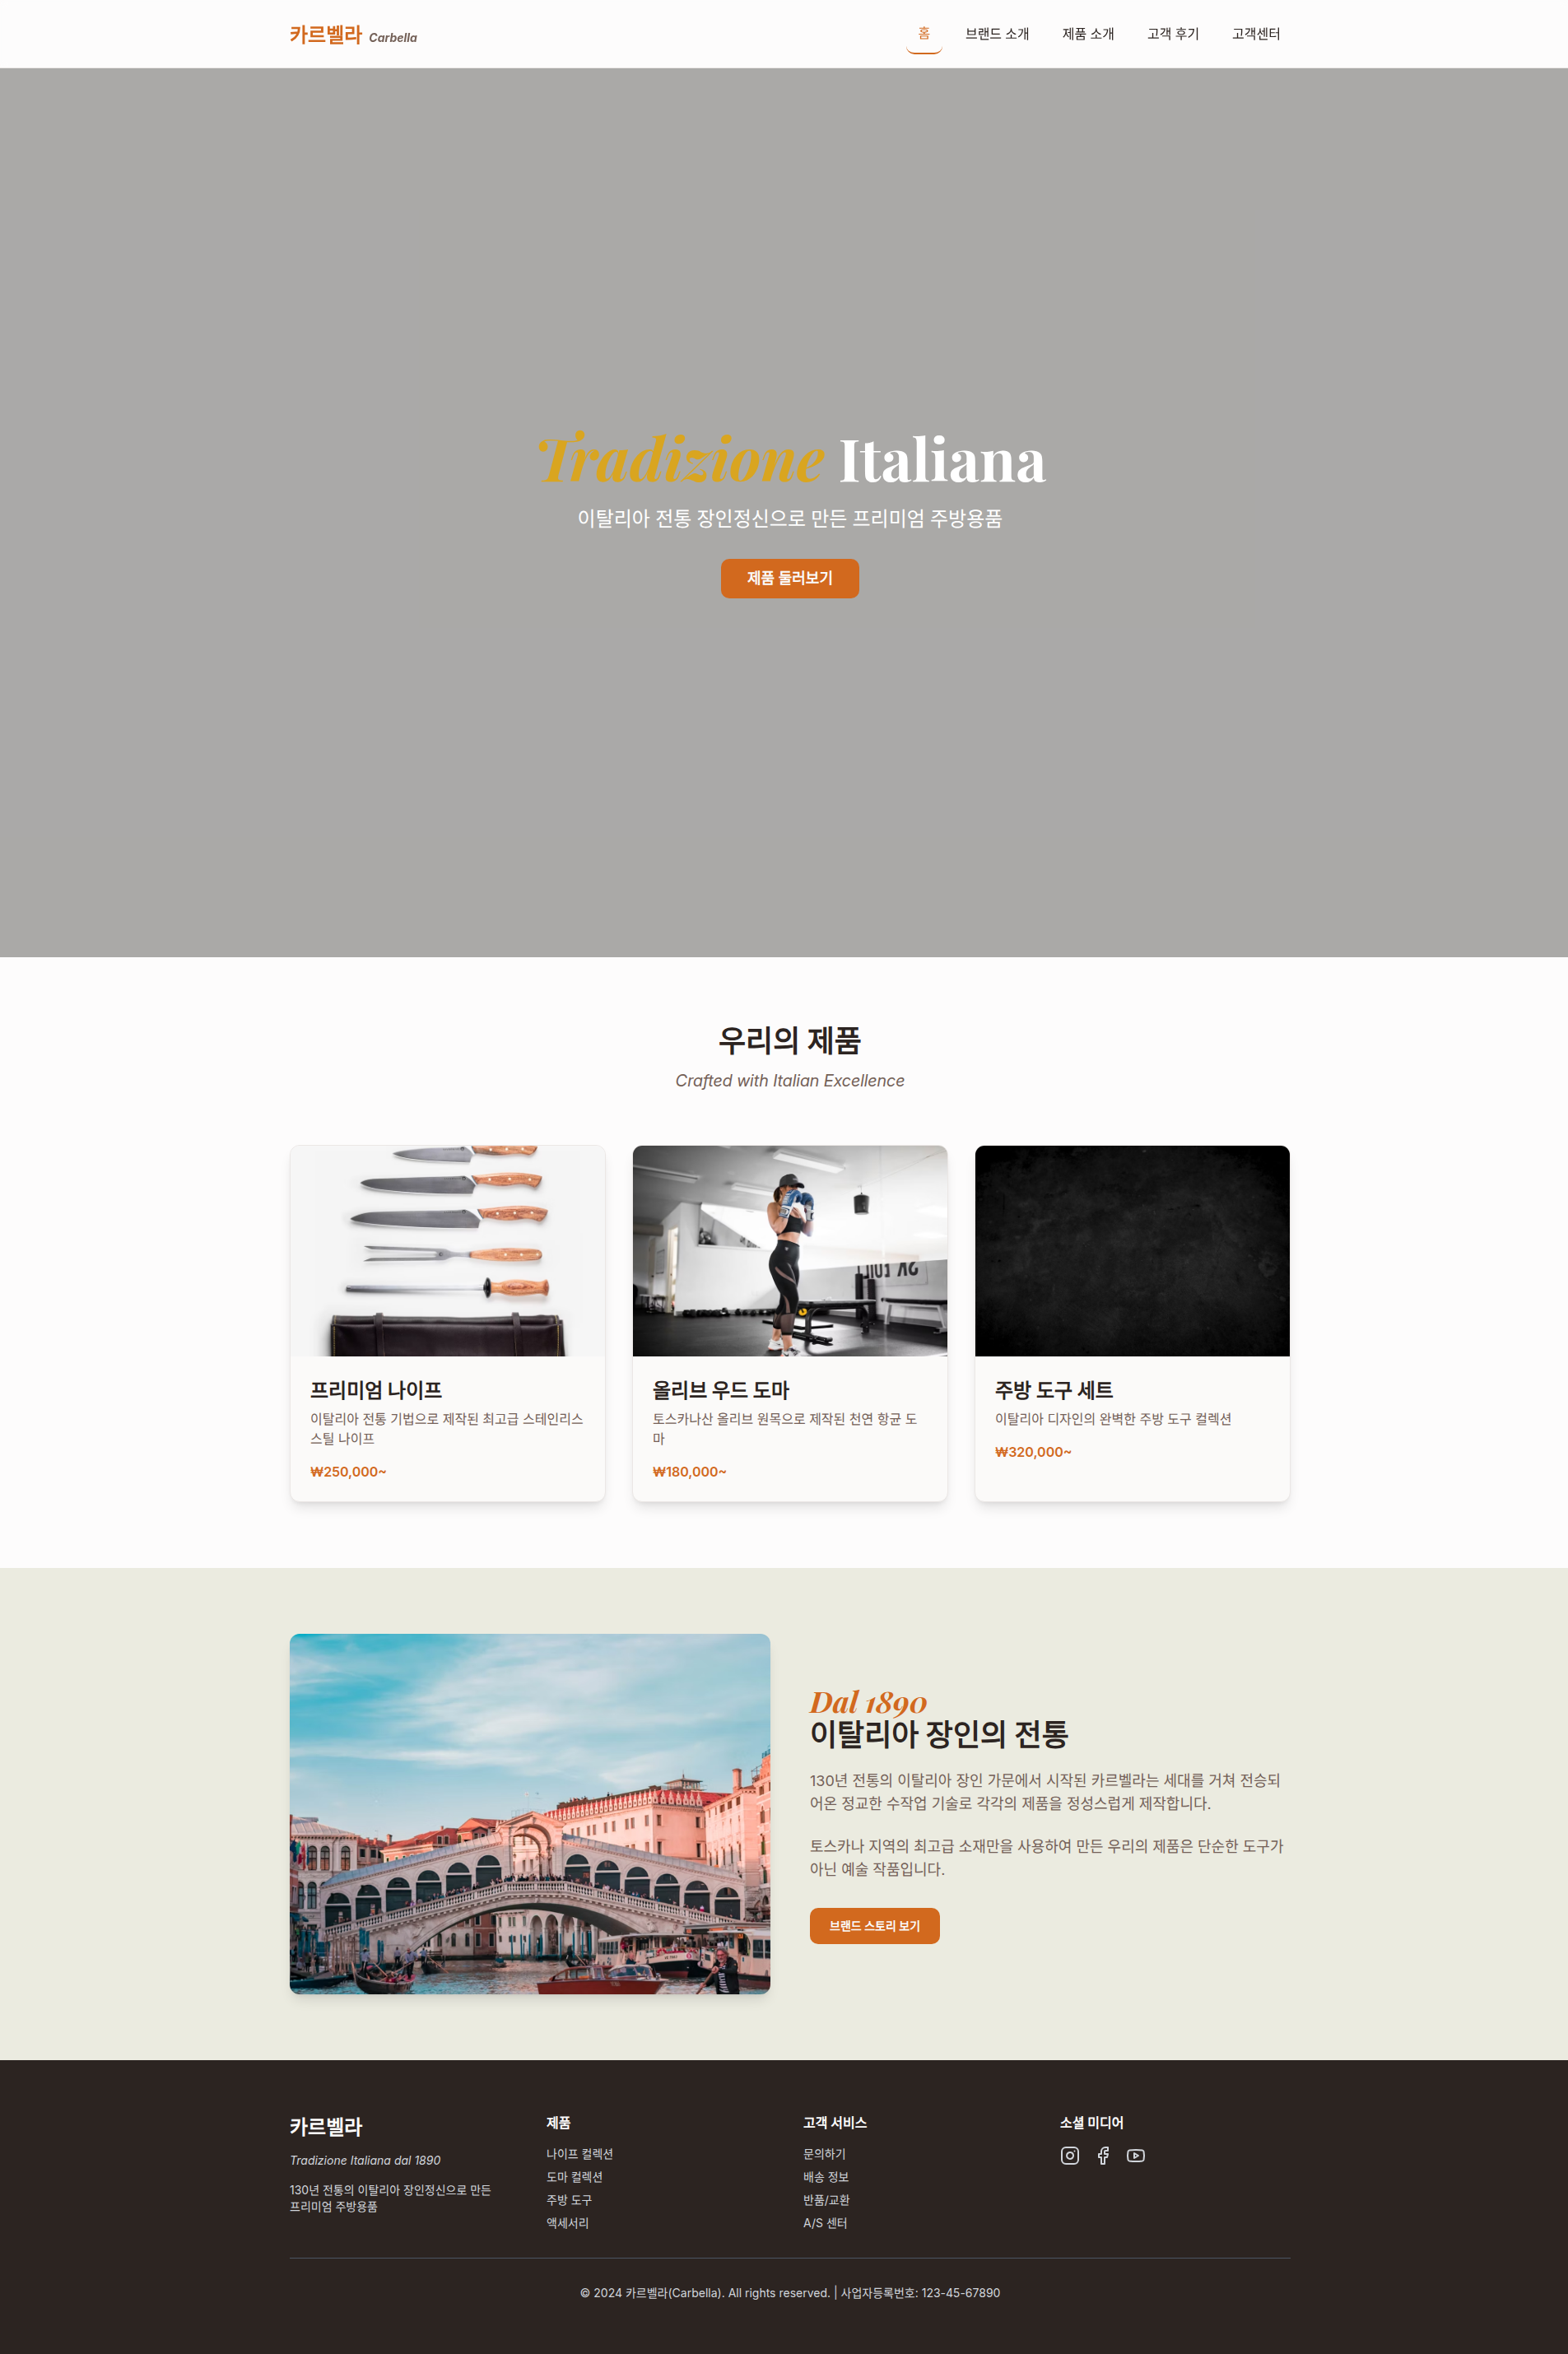 카르벨라 Carbella
홈 브랜드 소개 제품 소개 고객 후기 고객센터
Tradizione Italiana
이탈리아 전통 장인정신으로 만든 프리미엄 주방용품
제품 둘러보기
우리의 제품
Crafted with Italian Excellence
프리미엄 나이프
이탈리아 전통 기법으로 제작된 최고급 스테인리스
스틸 나이프
₩250,000~
올리브 우드 도마
토스카나산 올리브 원목으로 제작된 천연 항균 도
마
₩180,000~
주방 도구 세트
이탈리아 디자인의 완벽한 주방 도구 컬렉션
₩320,000~
Dal 1890
이탈리아 장인의 전통
130년 전통의 이탈리아 장인 가문에서 시작된 카르벨라는 세대를 거쳐 전승되
어온 정교한 수작업 기술로 각각의 제품을 정성스럽게 제작합니다.
토스카나 지역의 최고급 소재만을 사용하여 만든 우리의 제품은 단순한 도구가
아닌 예술 작품입니다.
브랜드 스토리 보기
카르벨라
Tradizione Italiana dal 1890
130년 전통의 이탈리아 장인정신으로 만든
프리미엄 주방용품
제품
나이프 컬렉션
도마 컬렉션
주방 도구
액세서리
고객 서비스
문의하기
배송 정보
반품/교환
A/S 센터
소셜 미디어
© 2024 카르벨라(Carbella). All rights reserved. | 사업자등록번호: 123-45-67890